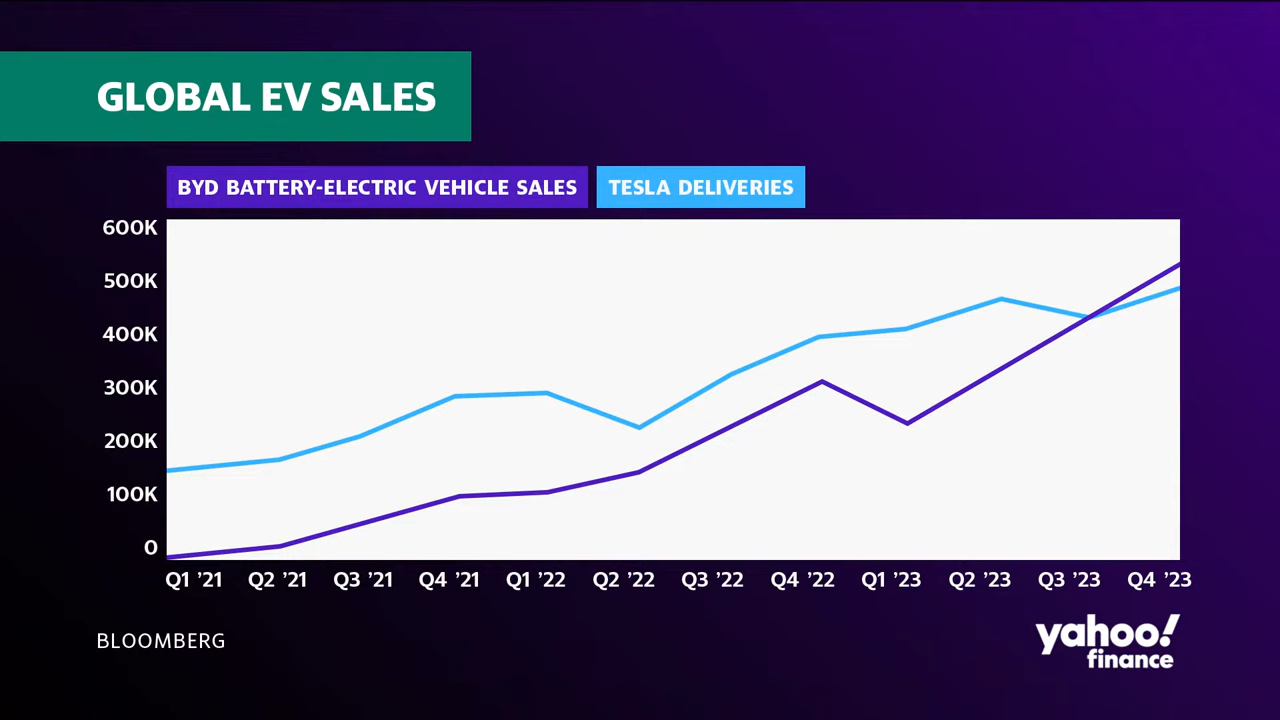 GLOBAL EV SALES
BYD BATTERY-ELECTRIC VEHICLE SALES
TESLA DELIVERIES
600K
500K
400K
300K
200K
100K
0
Q1 ’21 Q2 ’21 Q3 ’21 Q4 ’21 Q1 ’22 Q2 ’22 Q3 ’22 Q4 ’22 Q1 ’23 Q2 ’23 Q3 ’23 Q4 ’23
BLOOMBERG
yahoo!
finance